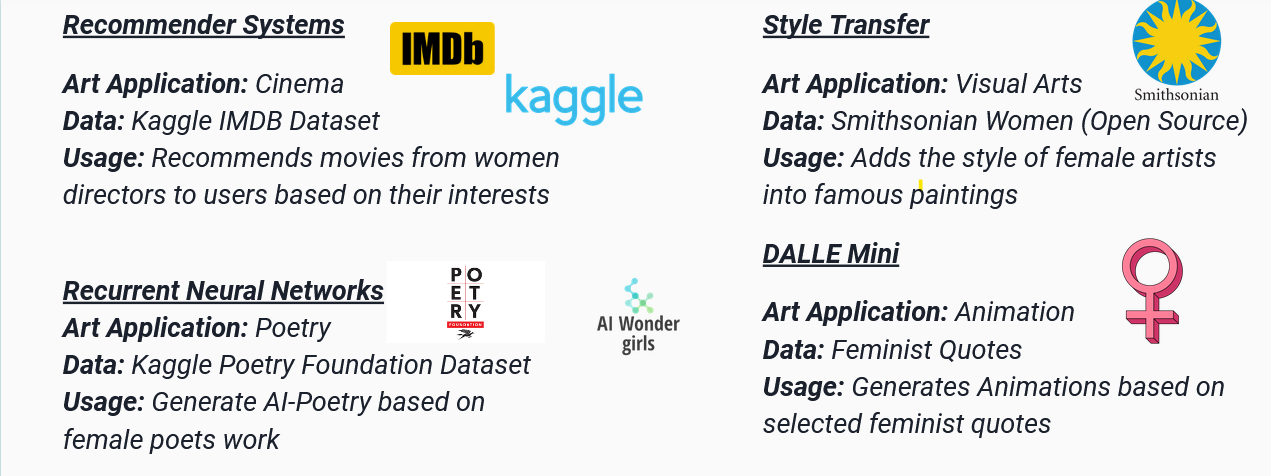 Recommender Systems
IMDb
kaggle
Art Application: Cinema
Data: Kaggle IMDB Dataset
Usage: Recommends movies from women
directors to users based on their interests
Recurrent Neural Networks
POETRY
FOUNDATION
Art Application: Poetry
Data: Kaggle Poetry Foundation Dataset
Usage: Generate AI-Poetry based on
female poets work
AI Wonder
girls
Style Transfer
Smithsonian
Art Application: Visual Arts
Data: Smithsonian Women (Open Source)
Usage: Adds the style of female artists
into famous paintings
DALLE Mini
Art Application: Animation
Data: Feminist Quotes
Usage: Generates Animations based on
selected feminist quotes